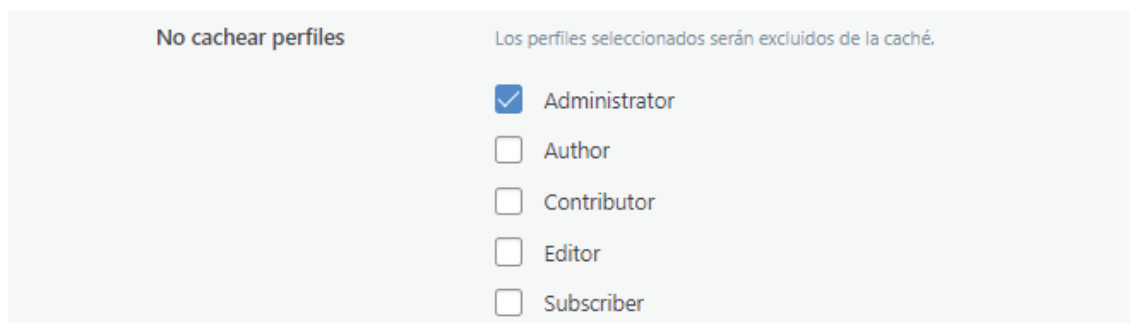 No cachear perfiles
Los perfiles seleccionados serán excluidos de la caché.
Administrator
Author
Contributor
Editor
Subscriber